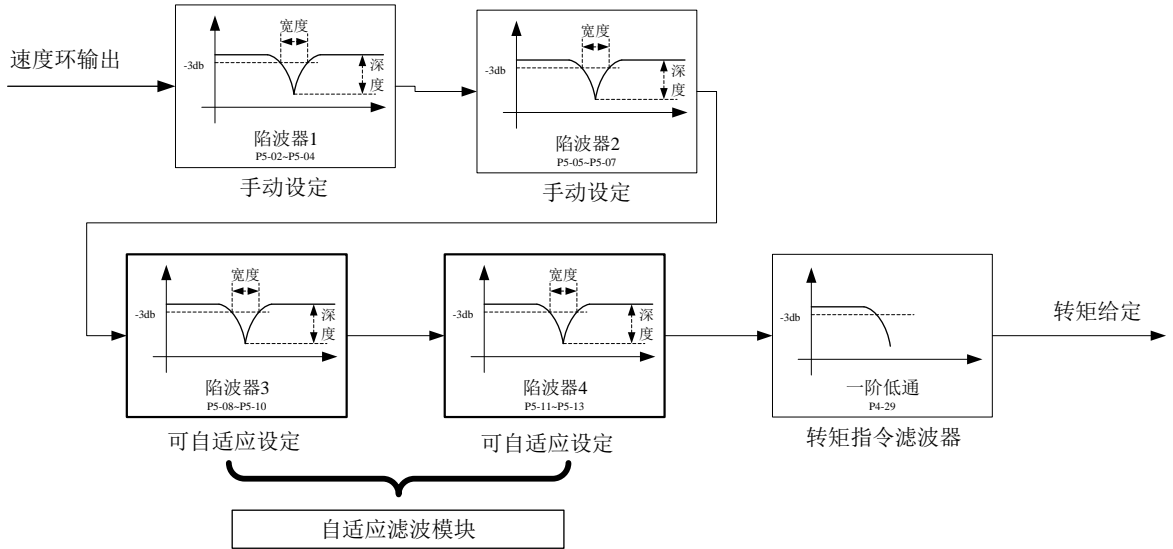 速度环输出
宽度
-3db
深度
陷波器1
P5-02~P5-04
手动设定
宽度
-3db
深度
陷波器2
P5-05~P5-07
手动设定
宽度
-3db
深度
陷波器3
P5-08~P5-10
可自适应设定
宽度
-3db
深度
陷波器4
P5-11~P5-13
可自适应设定
-3db
一阶低通
P4-29
转矩指令滤波器
转矩给定
自适应滤波模块